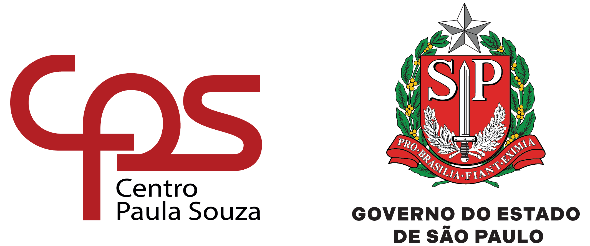 cps
Centro
Paula Souza
SP
PRO·BRASILIA·FIANT·EXIMIA
GOVERNO DO ESTADO
DE SÃO PAULO